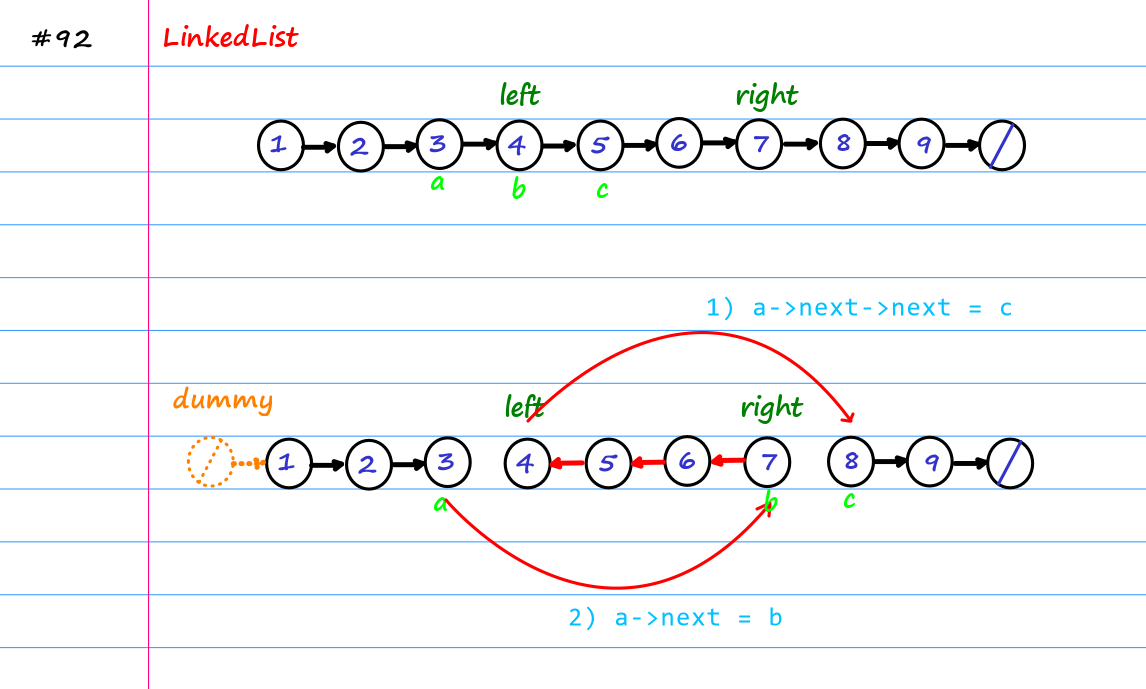 #92 LinkedList
left right
1 2 3 4 5 6 7 8 9
a b c
1) a->next->next = c
dummy left right
1 2 3 4 5 6 7 8 9
a b c
2) a->next = b